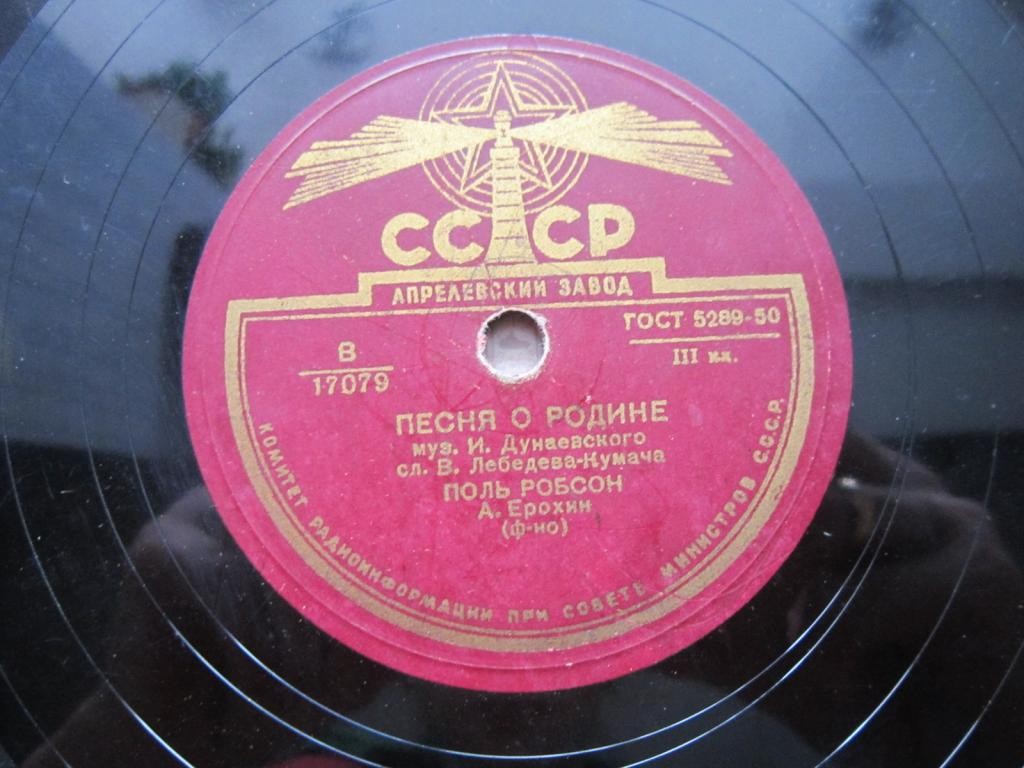 СССР
АПРЕЛЕВСКИЙ ЗАВОД
ГОСТ 5289-50
III кл.
В
17079
ПЕСНЯ О РОДИНЕ
муз. И. Дунаевского
сл. В. Лебедева-Кумача
ПОЛЬ РОБСОН
А. Ерохин
(ф-но)
КОМИТЕТ РАДИОИНФОРМАЦИИ ПРИ СОВЕТЕ МИНИСТРОВ С.С.С.Р.